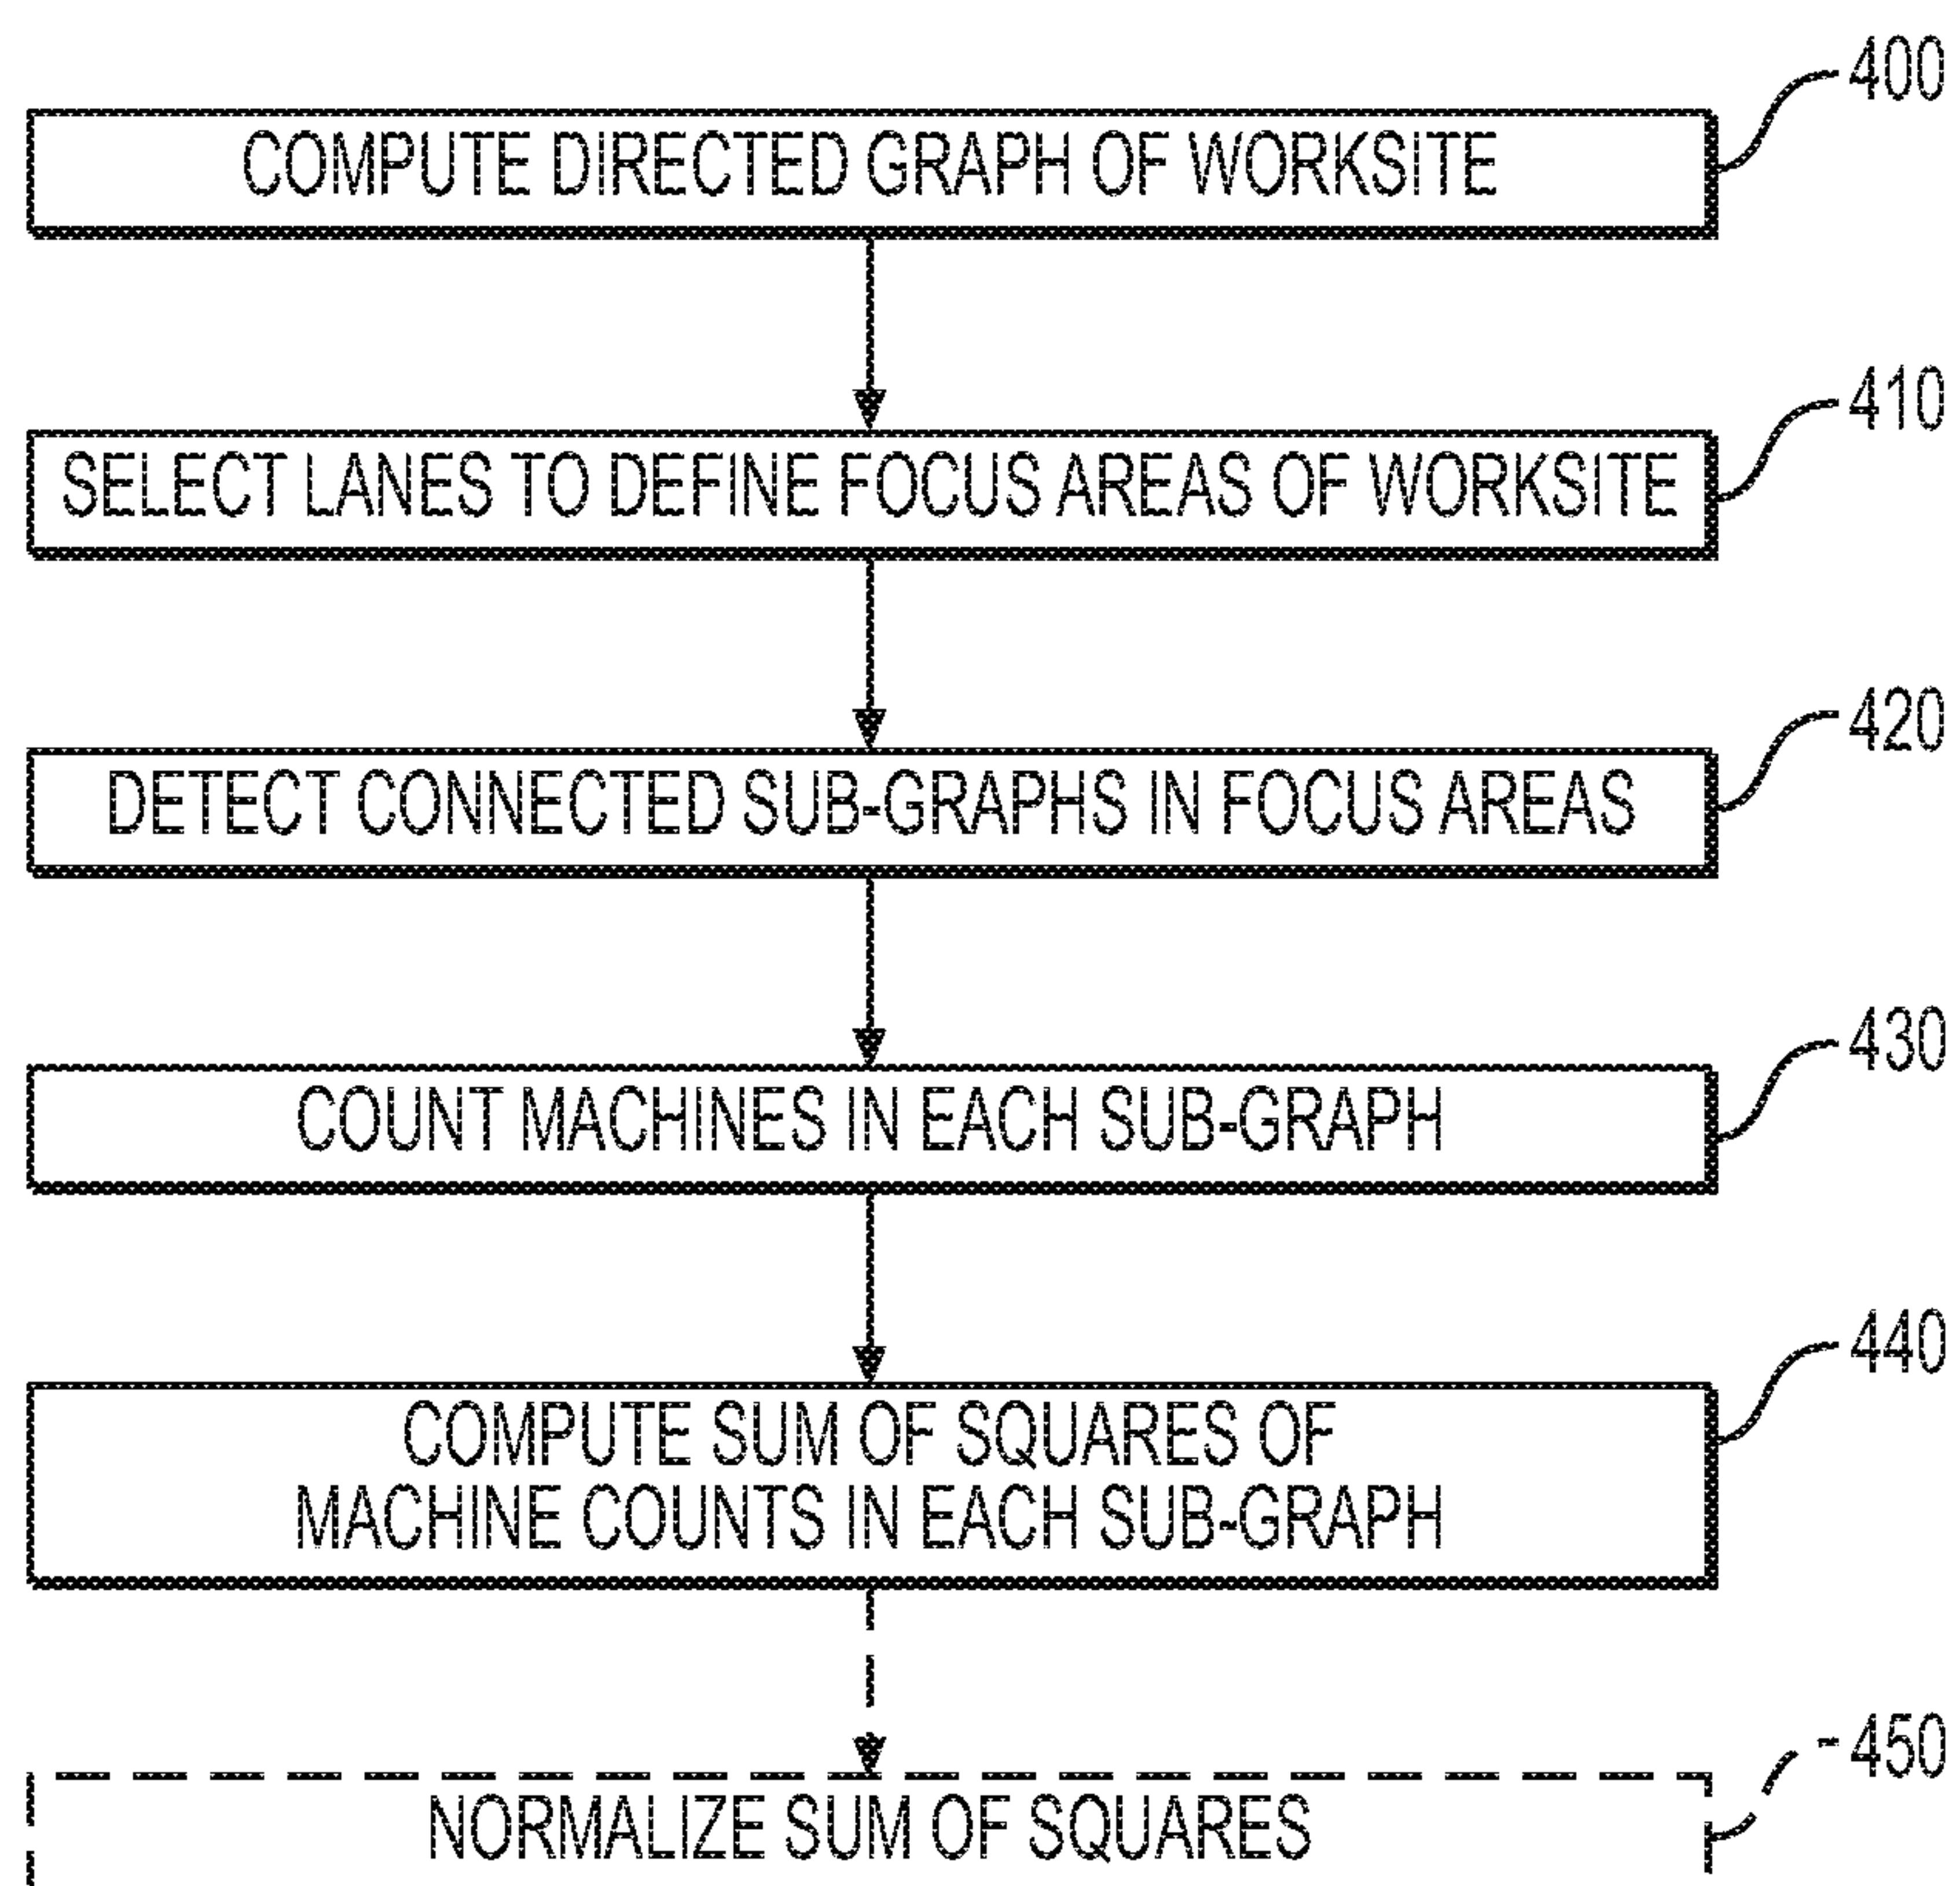 400
COMPUTE DIRECTED GRAPH OF WORKSITE
410
SELECT LANES TO DEFINE FOCUS AREAS OF WORKSITE
420
DETECT CONNECTED SUB-GRAPHS IN FOCUS AREAS
430
COUNT MACHINES IN EACH SUB-GRAPH
440
COMPUTE SUM OF SQUARES OF
MACHINE COUNTS IN EACH SUB-GRAPH
450
NORMALIZE SUM OF SQUARES